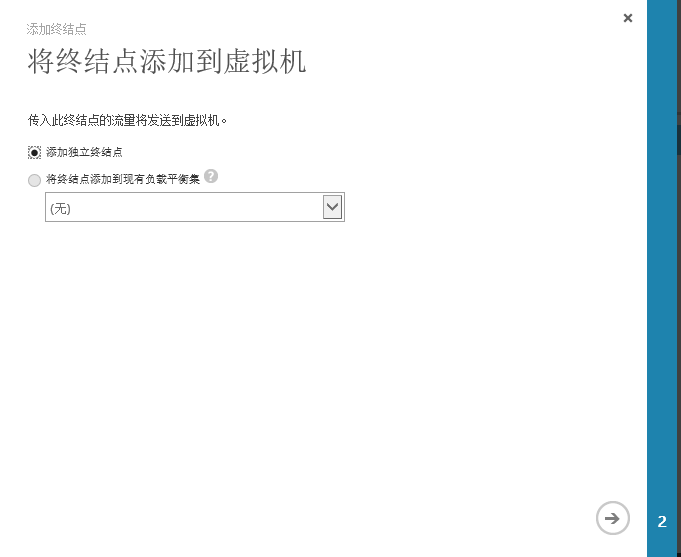 添加终结点
将终结点添加到虚拟机
传入此终结点的流量将发送到虚拟机。
添加独立终结点
将终结点添加到现有负载平衡集 ?
(无)
2